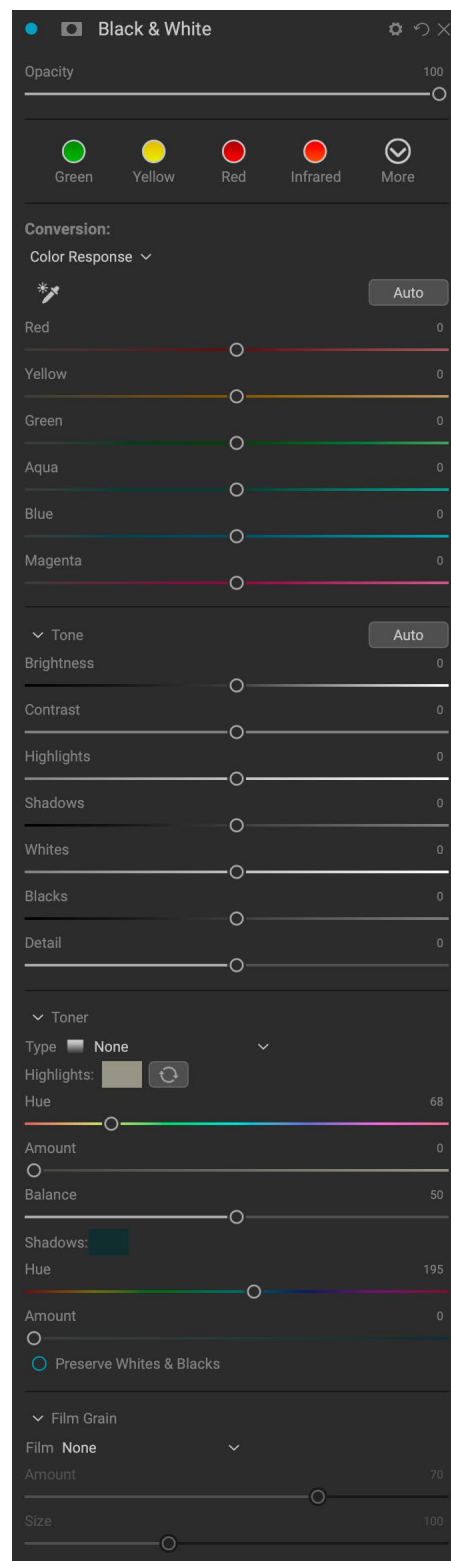 Black & White
Opacity 100
Green Yellow Red Infrared More
Conversion:
Color Response
Auto
Red 0
Yellow 0
Green 0
Aqua 0
Blue 0
Magenta 0
Tone Auto
Brightness 0
Contrast 0
Highlights 0
Shadows 0
Whites 0
Blacks 0
Detail 0
Toner
Type None
Highlights:
Hue 68
Amount 0
Balance 50
Shadows:
Hue 195
Amount 0
Preserve Whites & Blacks
Film Grain
Film None
Amount 70
Size 100